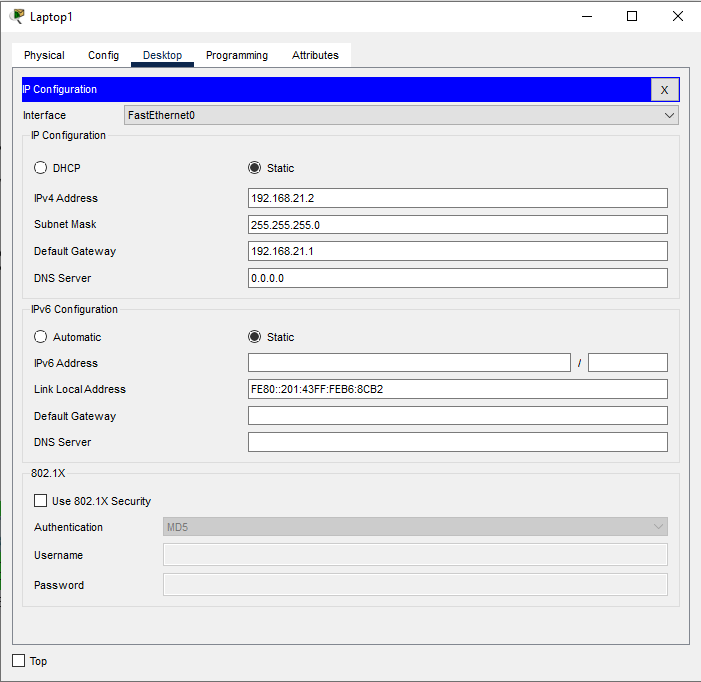 Laptop1
Physical Config Desktop Programming Attributes
IP Configuration X
Interface FastEthernet0
IP Configuration
DHCP Static
IPv4 Address 192.168.21.2
Subnet Mask 255.255.255.0
Default Gateway 192.168.21.1
DNS Server 0.0.0.0
IPv6 Configuration
Automatic Static
IPv6 Address /
Link Local Address FE80::201:43FF:FEB6:8CB2
Default Gateway
DNS Server
802.1X
Use 802.1X Security
Authentication MD5
Username
Password
Top